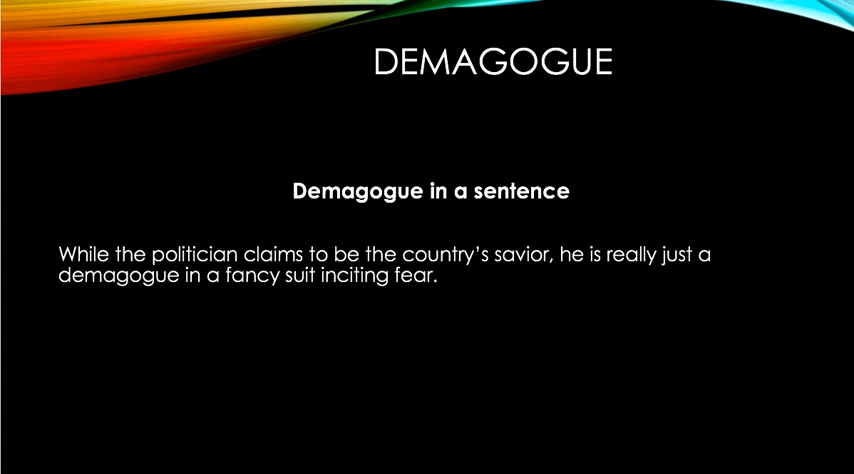 DEMAGOGUE
Demagogue in a sentence
While the politician claims to be the country’s savior, he is really just a
demagogue in a fancy suit inciting fear.